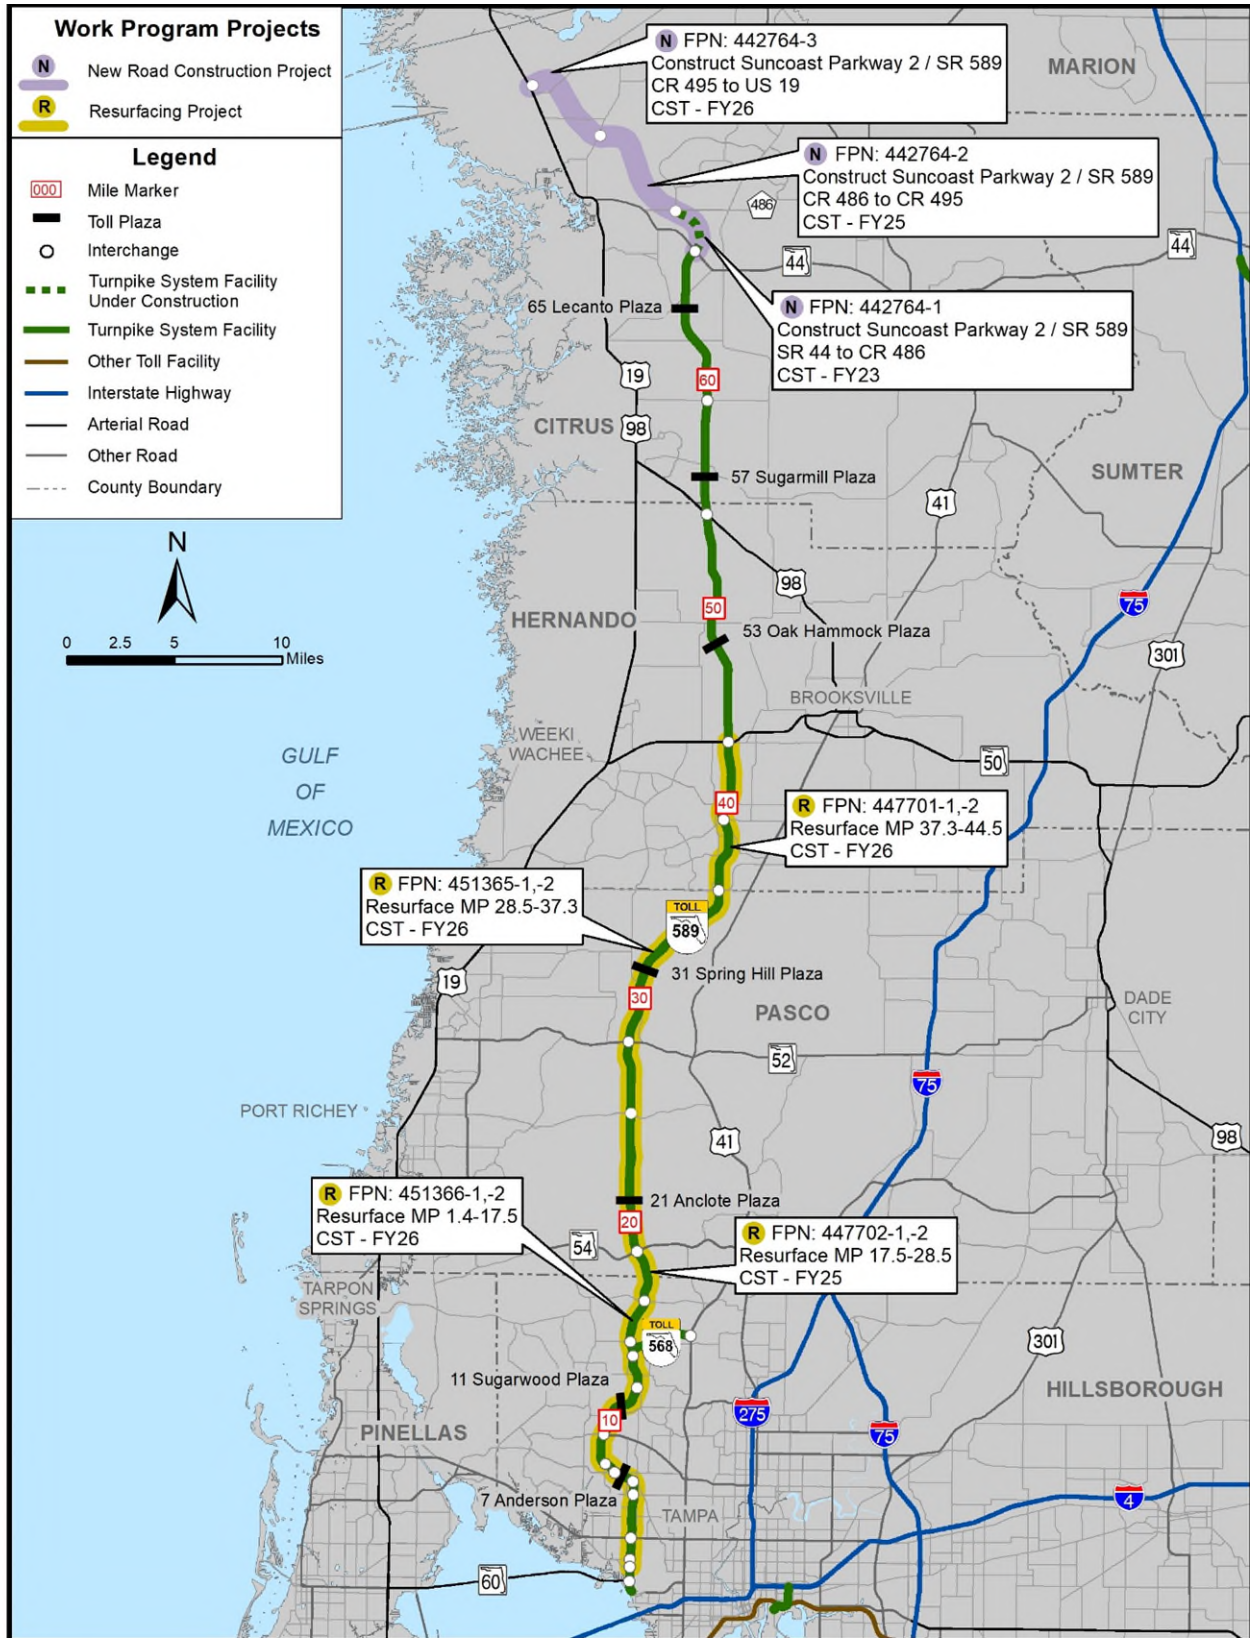 Work Program Projects
N New Road Construction Project
R Resurfacing Project
Legend
000 Mile Marker
Toll Plaza
Interchange
Turnpike System Facility
Under Construction
Turnpike System Facility
Other Toll Facility
Interstate Highway
Arterial Road
Other Road
County Boundary
N
0 2.5 5 10
Miles
N FPN: 442764-3
Construct Suncoast Parkway 2 / SR 589
CR 495 to US 19
CST - FY26
MARION
N FPN: 442764-2
Construct Suncoast Parkway 2 / SR 589
CR 486 to CR 495
CST - FY25
486
44
44
N FPN: 442764-1
Construct Suncoast Parkway 2 / SR 589
SR 44 to CR 486
CST - FY23
65 Lecanto Plaza
19
60
CITRUS
98
57 Sugarmill Plaza
SUMTER
41
98
75
50
HERNANDO
53 Oak Hammock Plaza
301
BROOKSVILLE
WEEKI
WACHEE
50
GULF
OF
MEXICO
40
R FPN: 447701-1,-2
Resurface MP 37.3-44.5
CST - FY26
R FPN: 451365-1,-2
Resurface MP 28.5-37.3
CST - FY26
TOLL
589
19
31 Spring Hill Plaza
30
PASCO
DADE
CITY
52
75
PORT RICHEY
41
98
R FPN: 451366-1,-2
Resurface MP 1.4-17.5
CST - FY26
21 Anclote Plaza
20
54
R FPN: 447702-1,-2
Resurface MP 17.5-28.5
CST - FY25
TARPON
SPRINGS
TOLL
568
301
11 Sugarwood Plaza
HILLSBOROUGH
10
275
75
PINELLAS
7 Anderson Plaza
4
TAMPA
60